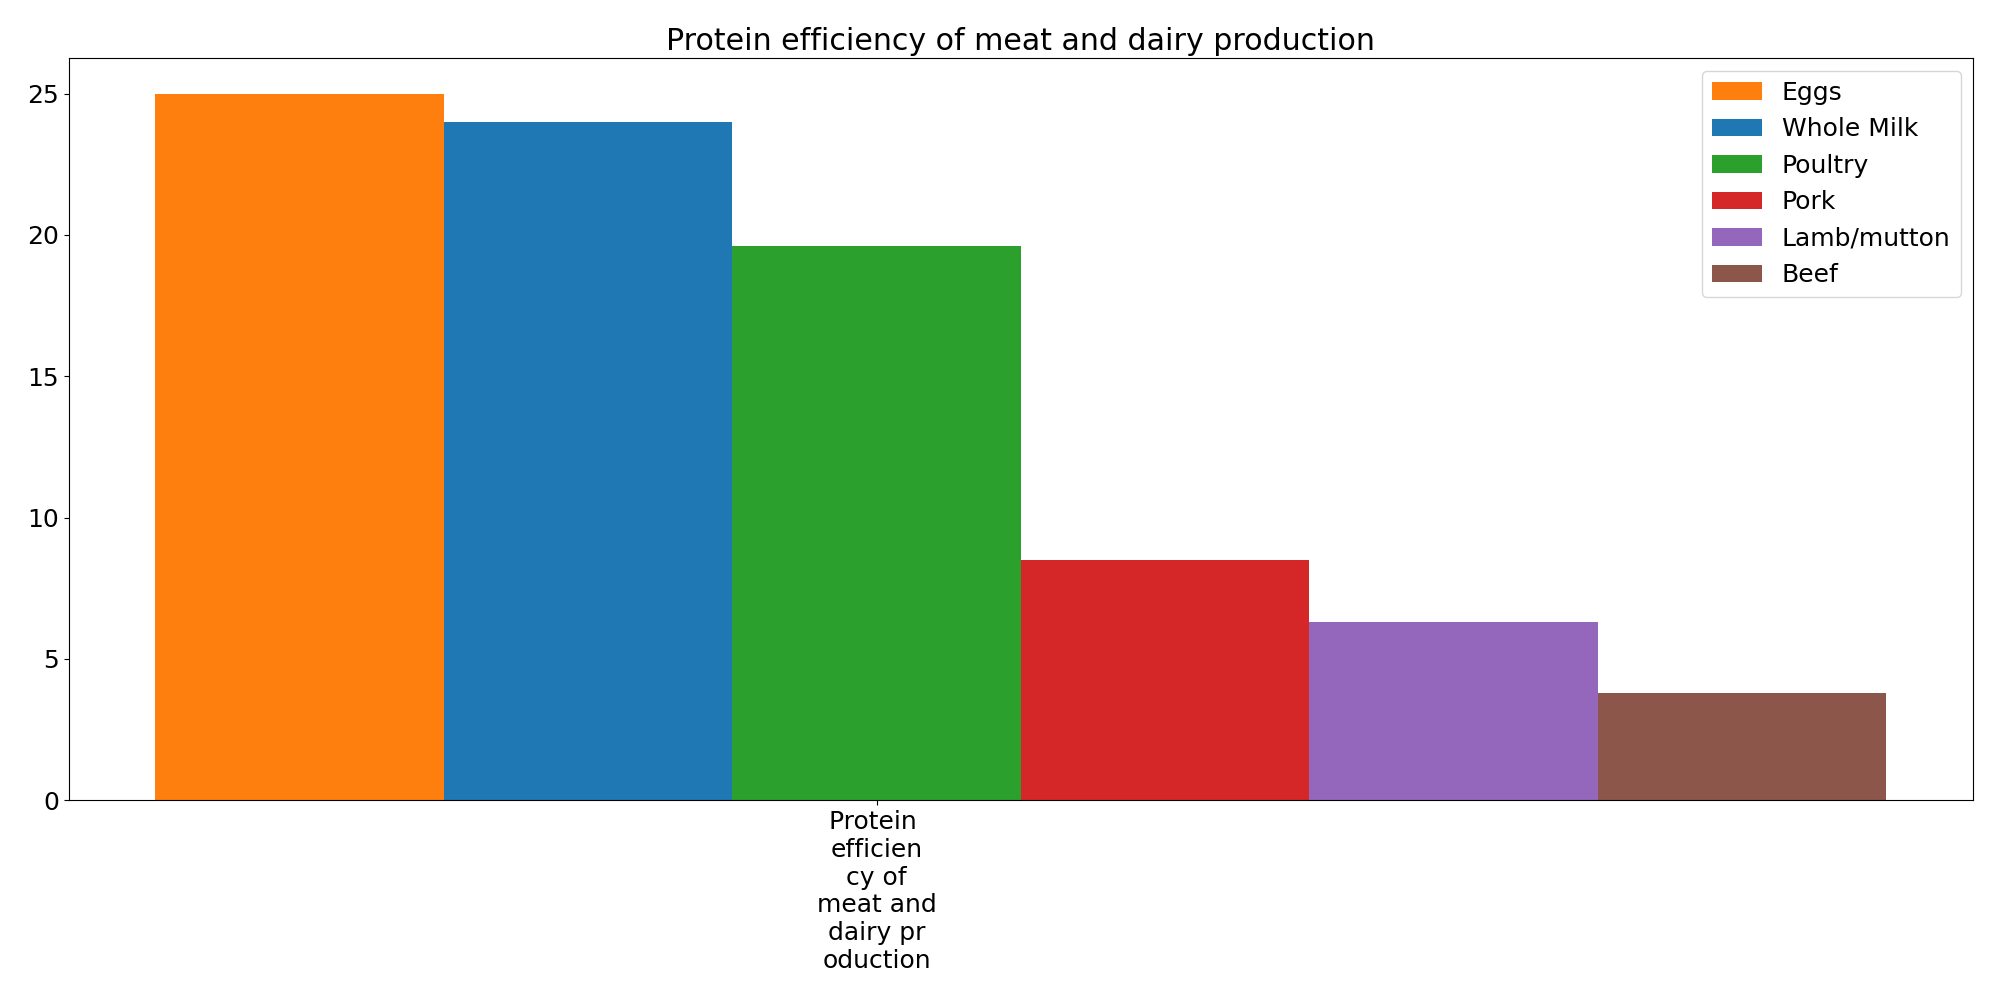 Protein efficiency of meat and dairy production
25
20
15
10
5
0
Eggs
Whole Milk
Poultry
Pork
Lamb/mutton
Beef
Protein
efficien
cy of
meat and
dairy pr
oduction